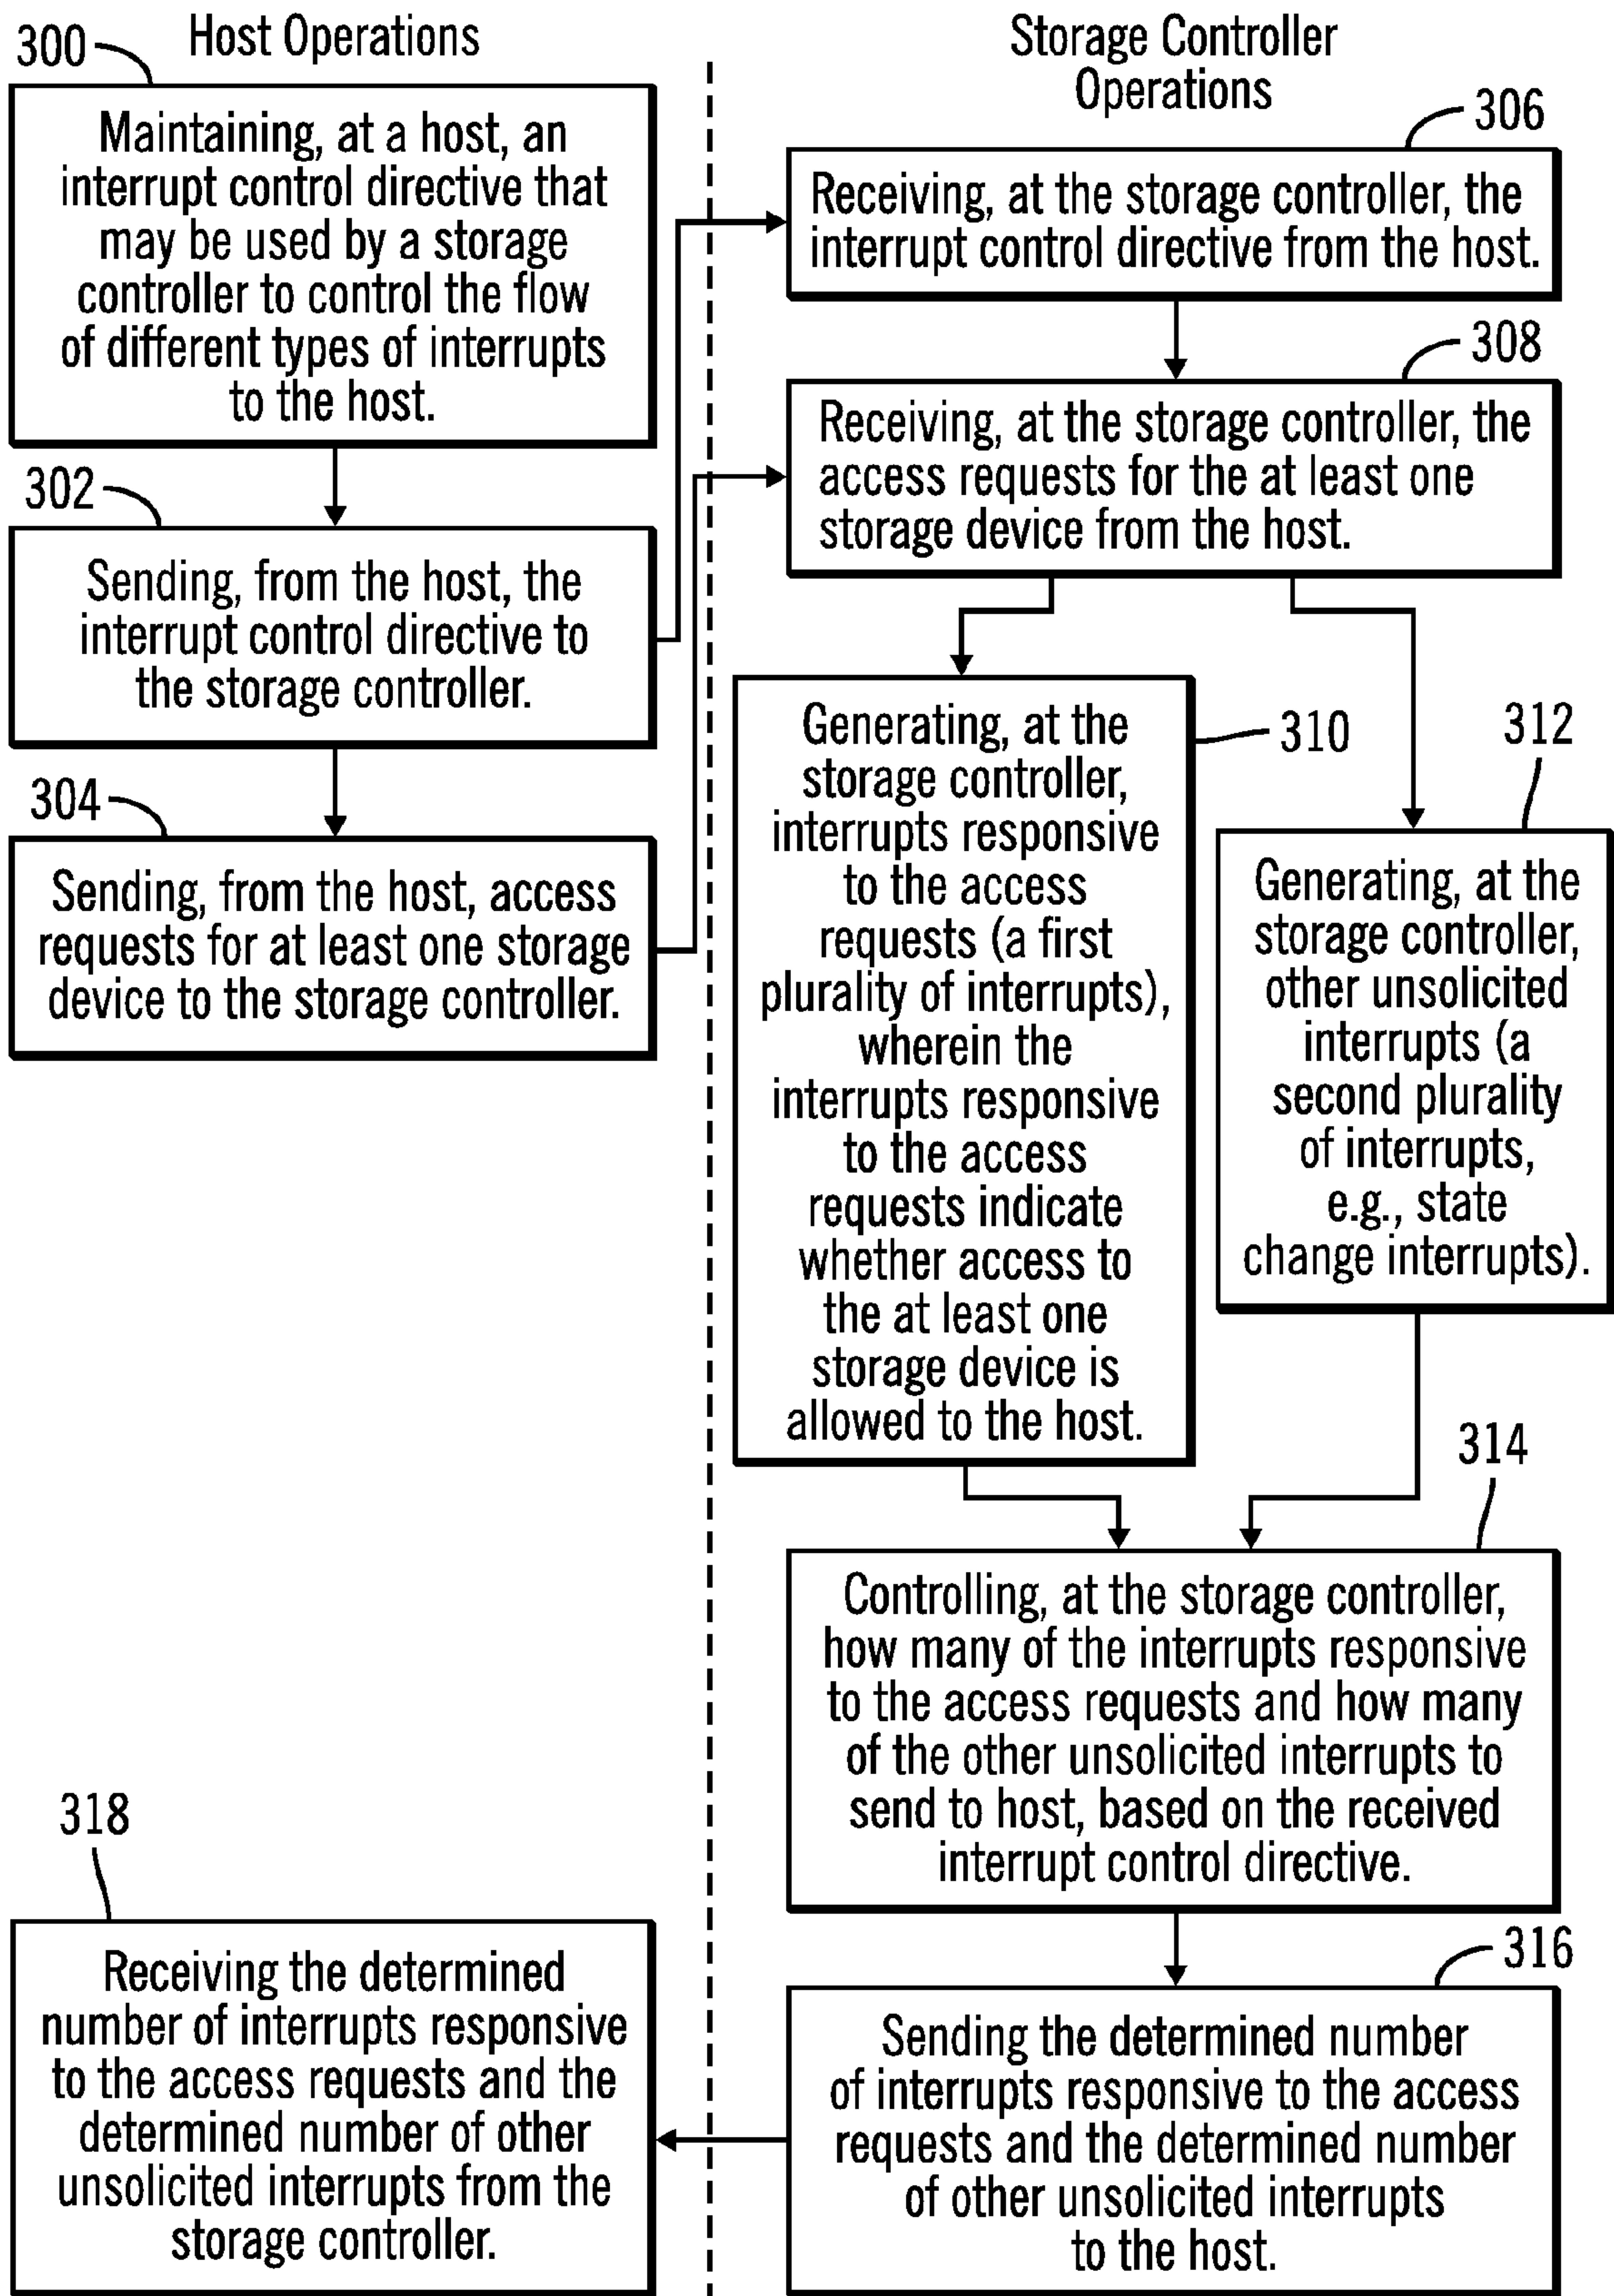 Host Operations
300
Maintaining, at a host, an
interrupt control directive that
may be used by a storage
controller to control the flow
of different types of interrupts
to the host.
302
Sending, from the host, the
interrupt control directive to
the storage controller.
304
Sending, from the host, access
requests for at least one storage
device to the storage controller.
Storage Controller
Operations
306
Receiving, at the storage controller, the
interrupt control directive from the host.
308
Receiving, at the storage controller, the
access requests for the at least one
storage device from the host.
310
Generating, at the
storage controller,
interrupts responsive
to the access
requests (a first
plurality of interrupts),
wherein the
interrupts responsive
to the access
requests indicate
whether access to
the at least one
storage device is
allowed to the host.
312
Generating, at the
storage controller,
other unsolicited
interrupts (a
second plurality
of interrupts,
e.g., state
change interrupts).
314
Controlling, at the storage controller,
how many of the interrupts responsive
to the access requests and how many
of the other unsolicited interrupts to
send to host, based on the received
interrupt control directive.
316
Sending the determined number
of interrupts responsive to the access
requests and the determined number
of other unsolicited interrupts
to the host.
318
Receiving the determined
number of interrupts responsive
to the access requests and the
determined number of other
unsolicited interrupts from the
storage controller.